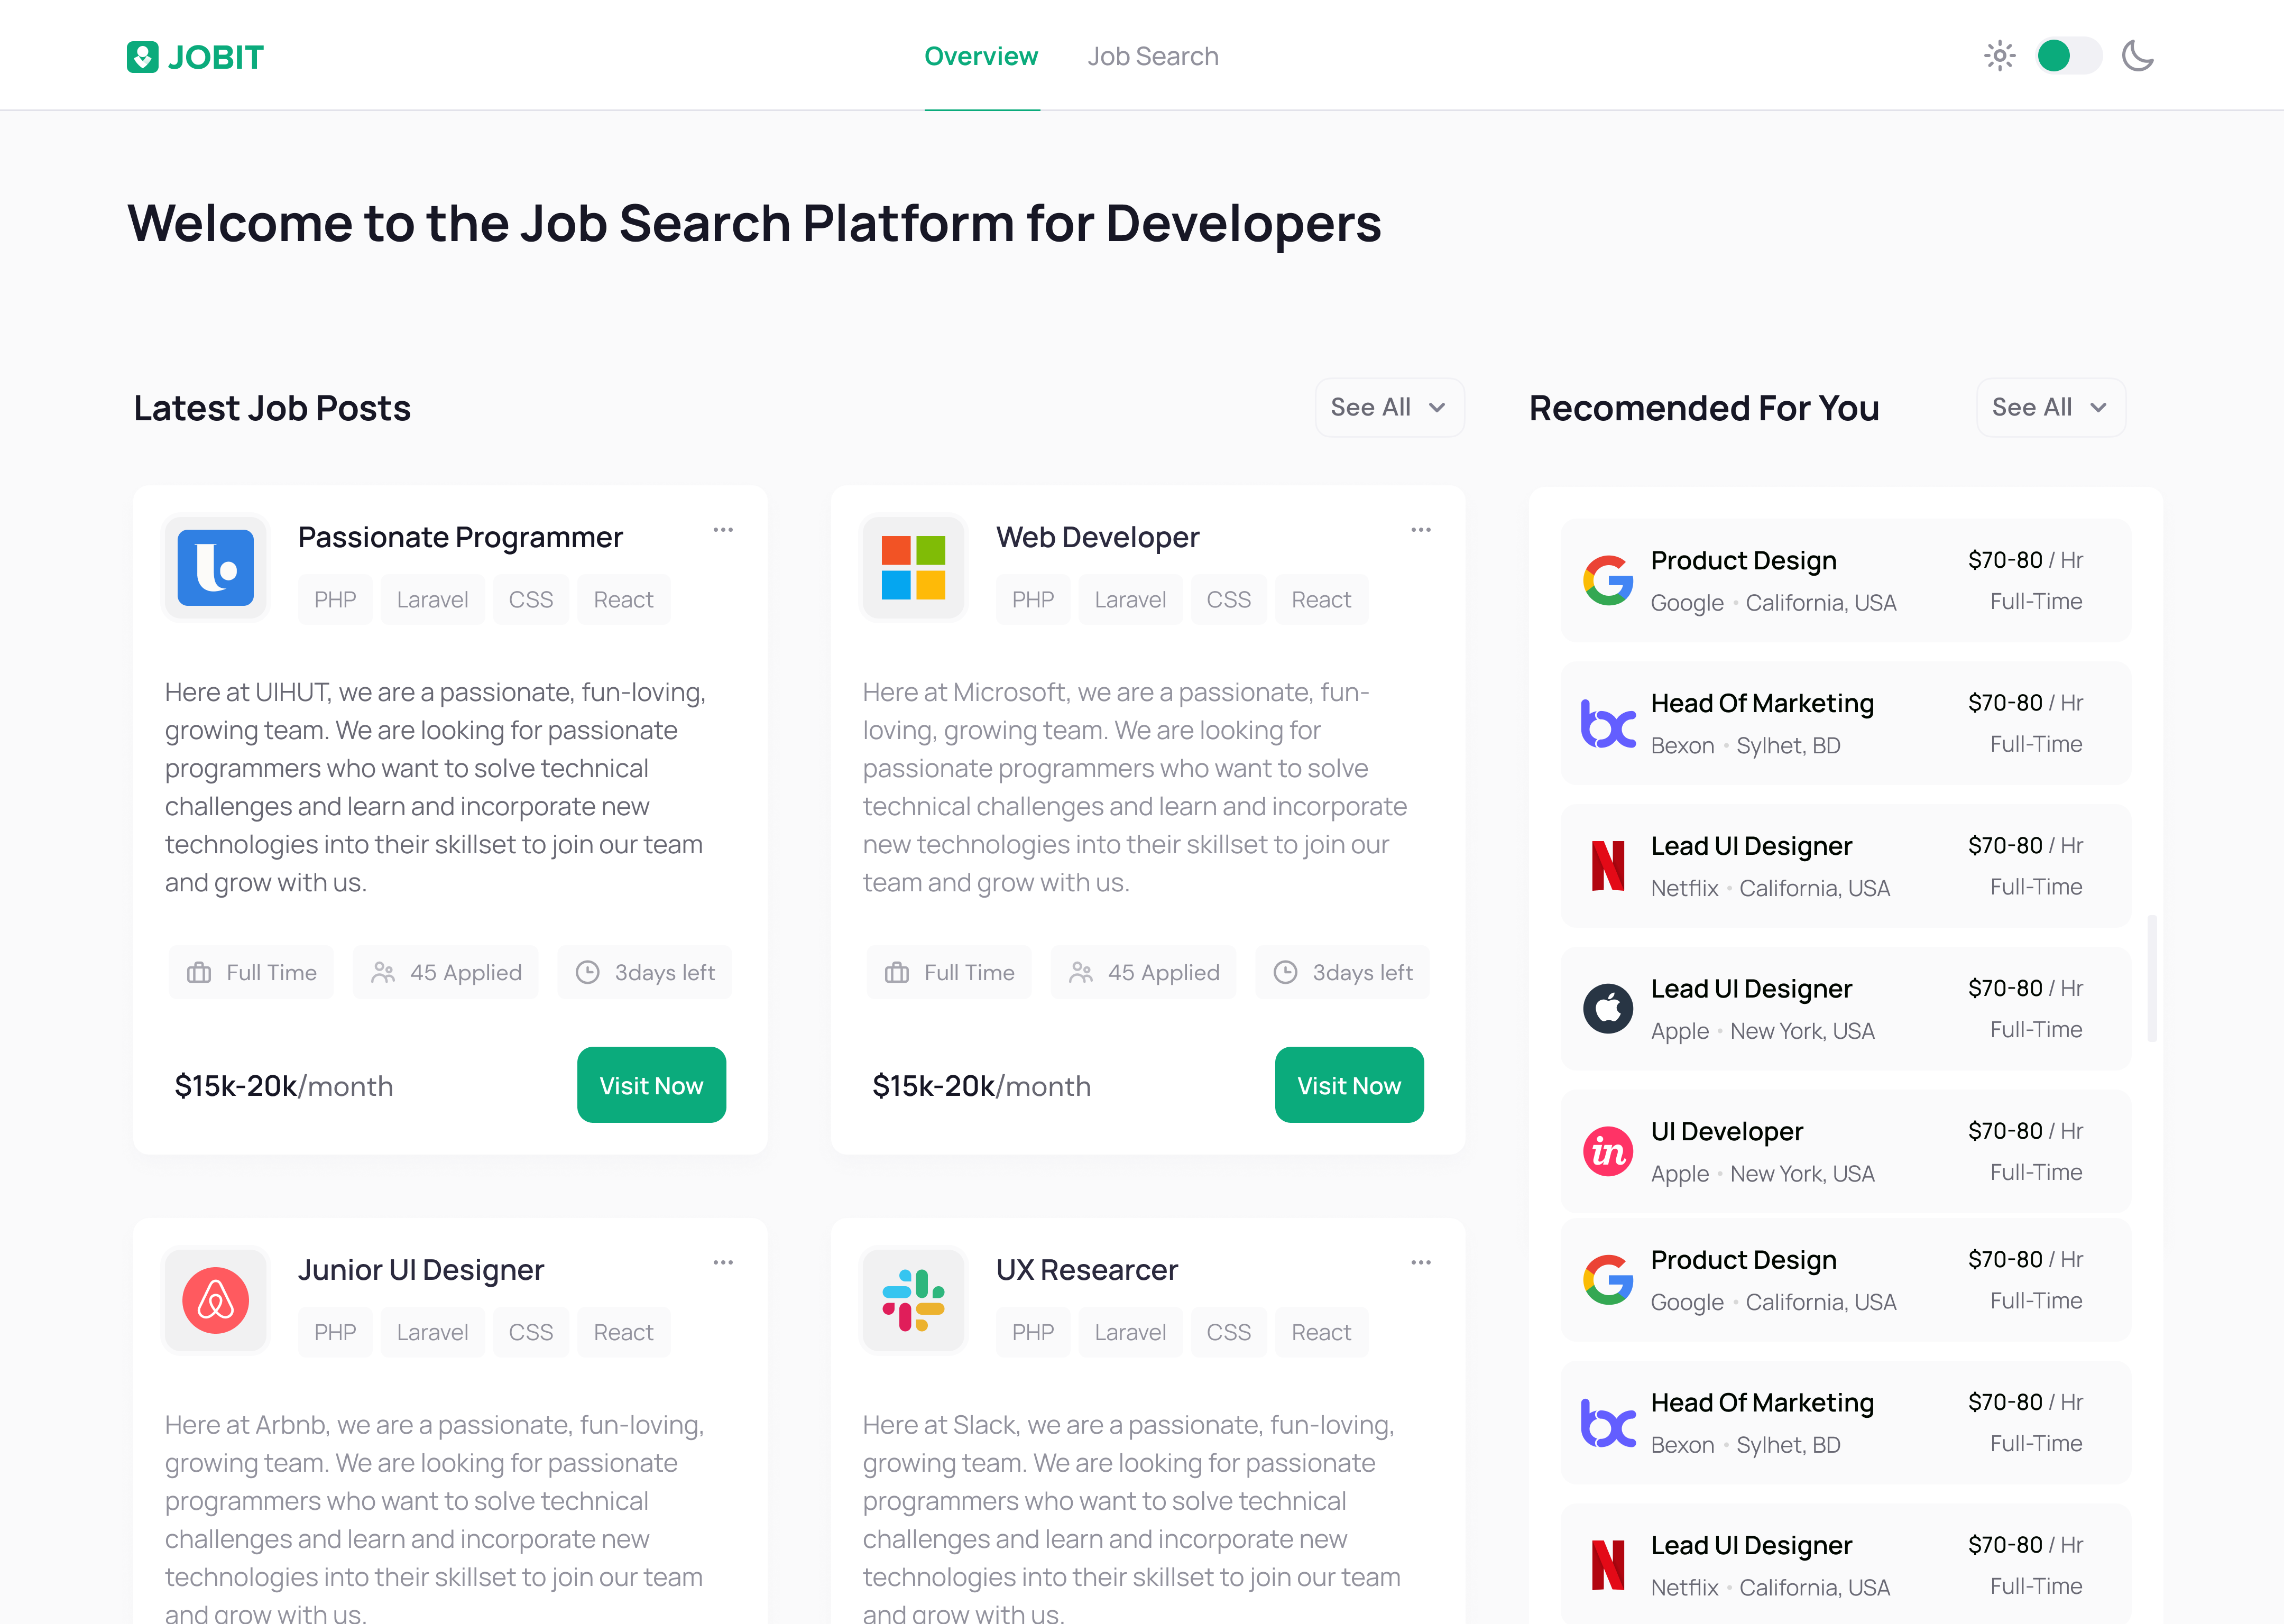 JOBIT
Overview
Job Search
Welcome to the Job Search Platform for Developers
Latest Job Posts
See All
Passionate Programmer
PHP
Laravel
CSS
React
Here at UIHUT, we are a passionate, fun-loving,
growing team. We are looking for passionate
programmers who want to solve technical
challenges and learn and incorporate new
technologies into their skillset to join our team
and grow with us.
Full Time
45 Applied
3days left
$15k-20k/month
Visit Now
Web Developer
PHP
Laravel
CSS
React
Here at Microsoft, we are a passionate, fun-
loving, growing team. We are looking for
passionate programmers who want to solve
technical challenges and learn and incorporate
new technologies into their skillset to join our
team and grow with us.
Full Time
45 Applied
3days left
$15k-20k/month
Visit Now
Junior UI Designer
PHP
Laravel
CSS
React
Here at Arbnb, we are a passionate, fun-loving,
growing team. We are looking for passionate
programmers who want to solve technical
challenges and learn and incorporate new
technologies into their skillset to join our team
and grow with us.
UX Researcer
PHP
Laravel
CSS
React
Here at Slack, we are a passionate, fun-loving,
growing team. We are looking for passionate
programmers who want to solve technical
challenges and learn and incorporate new
technologies into their skillset to join our team
and grow with us.
Recomended For You
See All
Product Design
$70-80 / Hr
Google • California, USA
Full-Time
Head Of Marketing
$70-80 / Hr
Bexon • Sylhet, BD
Full-Time
Lead UI Designer
$70-80 / Hr
Netflix • California, USA
Full-Time
Lead UI Designer
$70-80 / Hr
Apple • New York, USA
Full-Time
in
UI Developer
$70-80 / Hr
Apple • New York, USA
Full-Time
Product Design
$70-80 / Hr
Google • California, USA
Full-Time
Head Of Marketing
$70-80 / Hr
Bexon • Sylhet, BD
Full-Time
Lead UI Designer
$70-80 / Hr
Netflix • California, USA
Full-Time